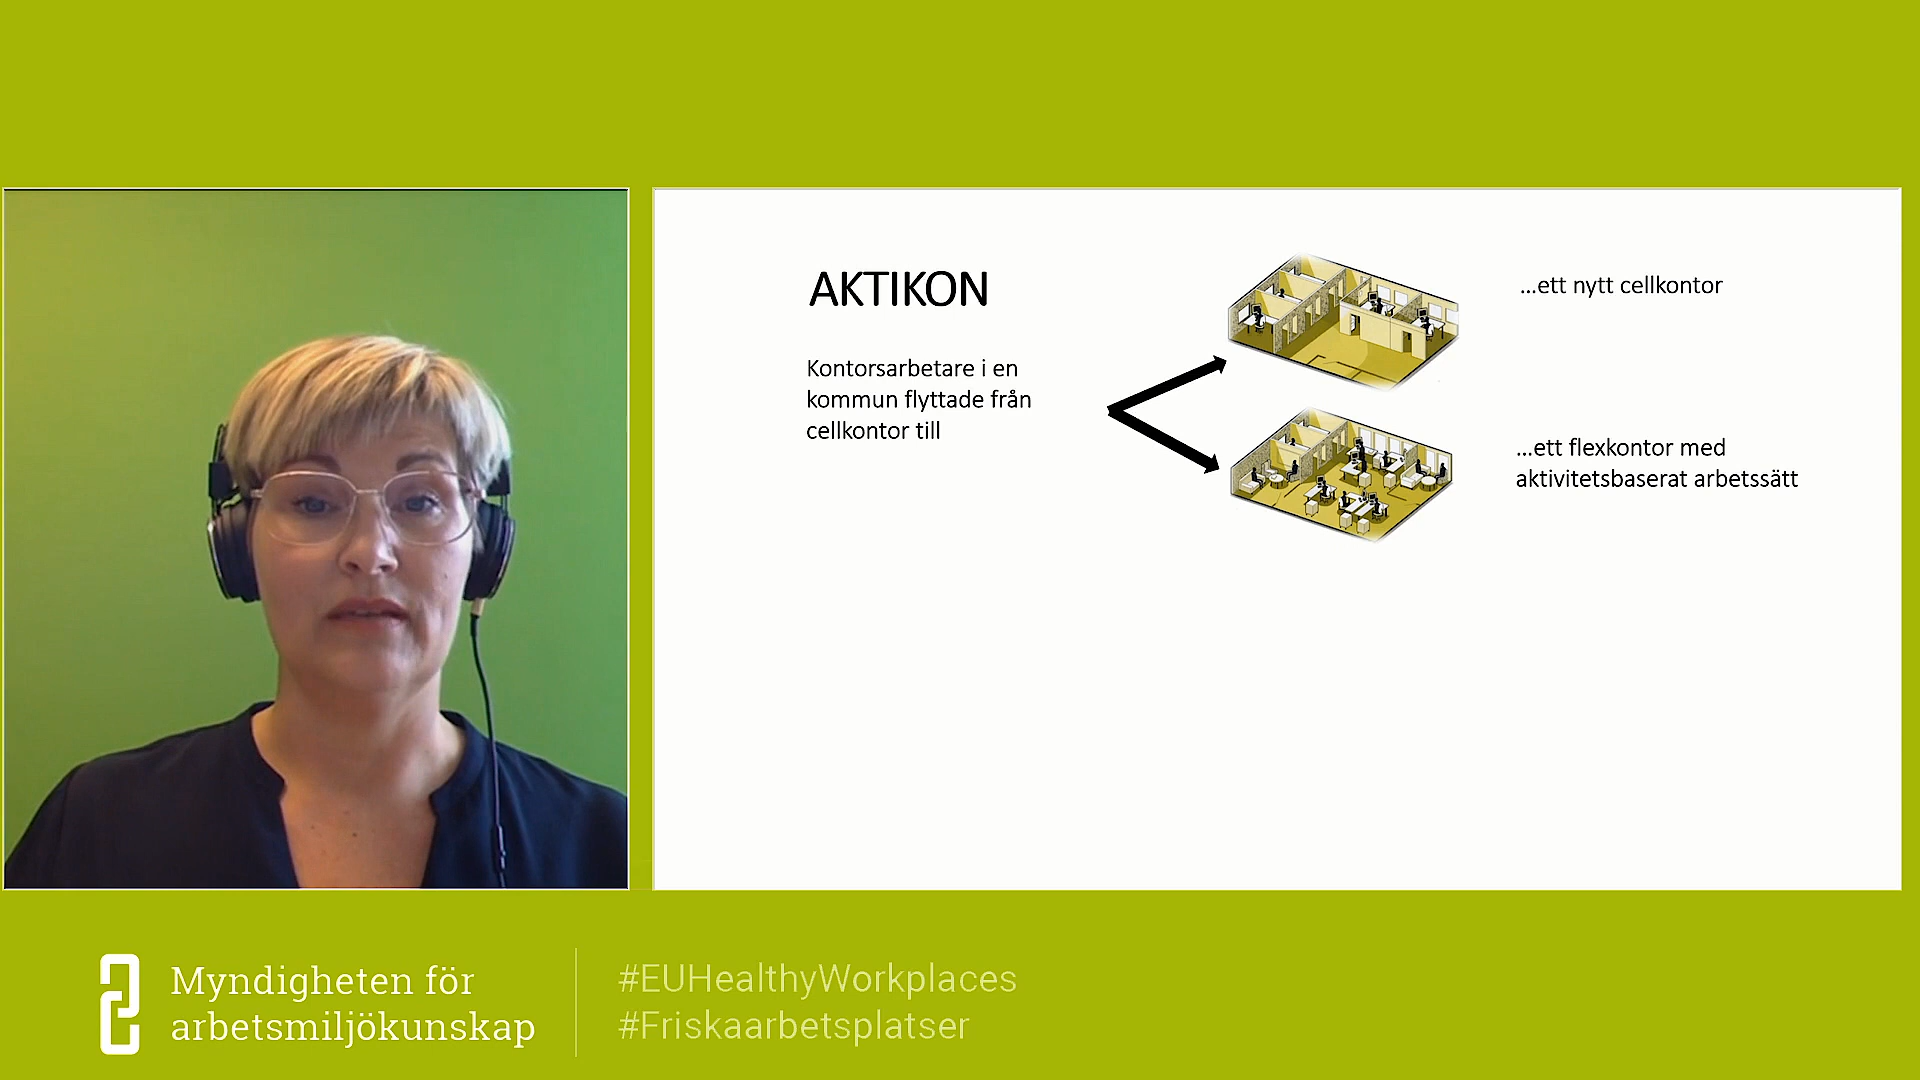 AKTIKON
Kontorsarbetare i en
kommun flyttade från
cellkontor till
...ett nytt cellkontor
...ett flexkontor med
aktivitetsbaserat arbetssätt
Myndigheten för
arbetsmiljökunskap
#EUHealthyWorkplaces
#Friskaarbetsplatser